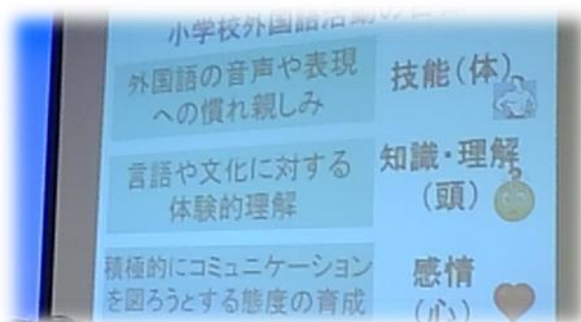 小学校外国語活動の
外国語の音声や表現
への慣れ親しみ
技能(体)
言語や文化に対する
体験的理解
知識・理解
(頭)
積極的にコミュニケーション
を図ろうとする態度の育成
感情
(心)